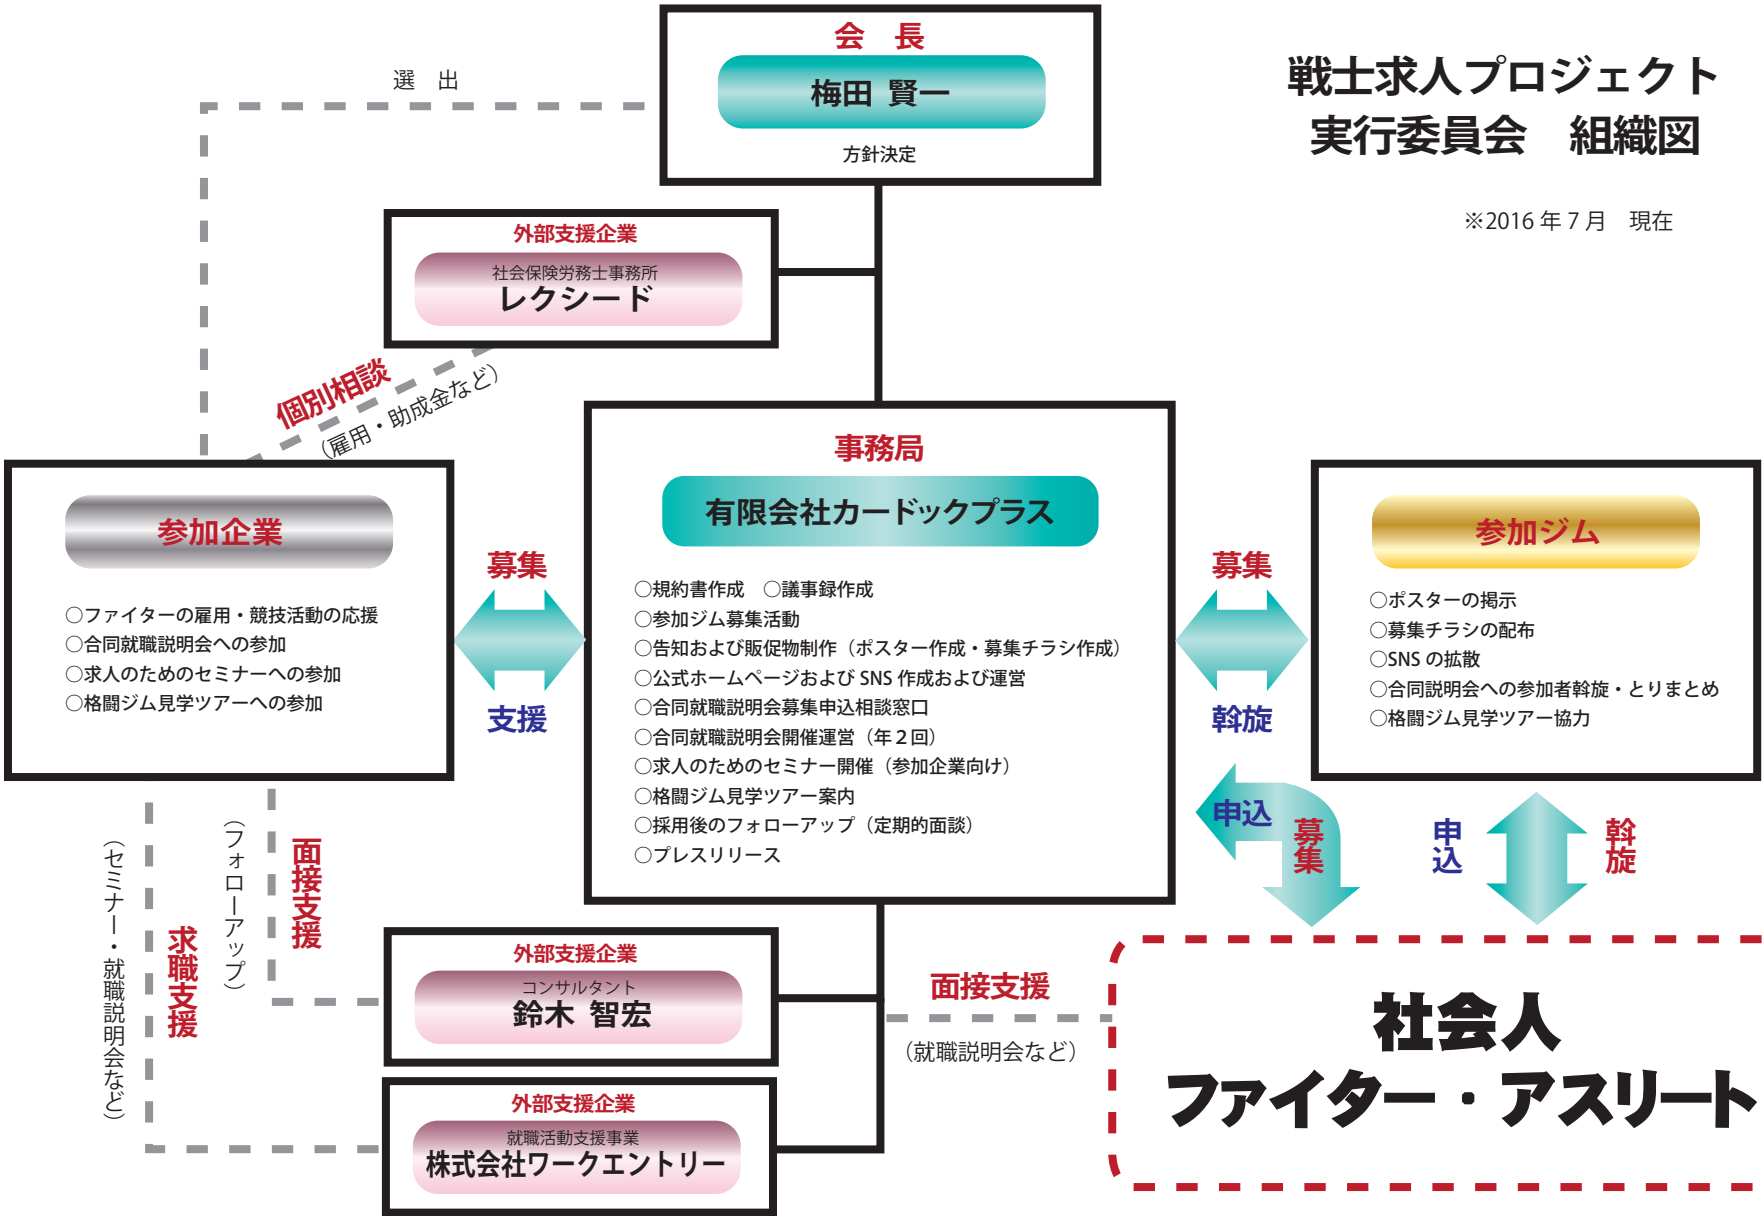 戦士求人プロジェクト
実行委員会　組織図
※2016 年 7 月　現在
会　長
梅田 賢一
方針決定
選　出
外部支援企業
社会保険労務士事務所
レクシード
個別相談
（雇用・助成金など）
参加企業
○ファイターの雇用・競技活動の応援
○合同就職説明会への参加
○求人のためのセミナーへの参加
○格闘ジム見学ツアーへの参加
募集
支援
事務局
有限会社カードックプラス
○規約書作成　○議事録作成
○参加ジム募集活動
○告知および販促物制作（ポスター作成・募集チラシ作成）
○公式ホームページおよび SNS 作成および運営
○合同就職説明会募集申込相談窓口
○合同就職説明会開催運営（年２回）
○求人のためのセミナー開催（参加企業向け）
○格闘ジム見学ツアー案内
○採用後のフォローアップ（定期的面談）
○プレスリリース
募集
斡旋
参加ジム
○ポスターの掲示
○募集チラシの配布
○SNS の拡散
○合同説明会への参加者斡旋・とりまとめ
○格闘ジム見学ツアー協力
申込
募集
申込
斡旋
（セミナー・就職説明会など）
求職支援
（フォローアップ）
面接支援
外部支援企業
コンサルタント
鈴木 智宏
外部支援企業
就職活動支援事業
株式会社ワークエントリー
面接支援
（就職説明会など）
社会人
ファイター・アスリート